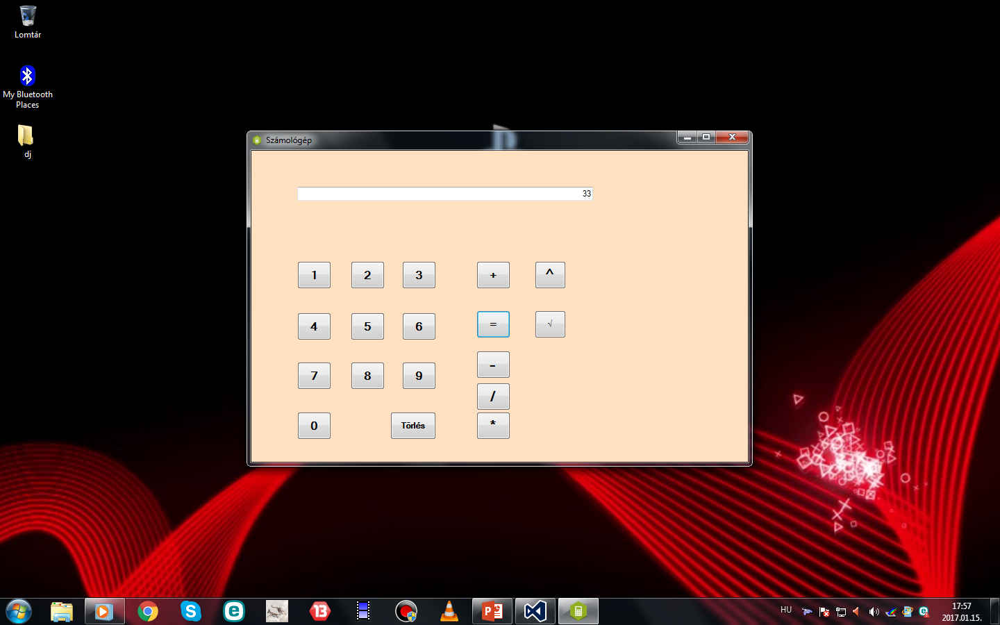 Lomtár
My Bluetooth
Places
dj
Számológép
33
1 2 3 + ^
4 5 6 = √
7 8 9 -
/
0 Törlés *
13
HU
17:57
2017.01.15.